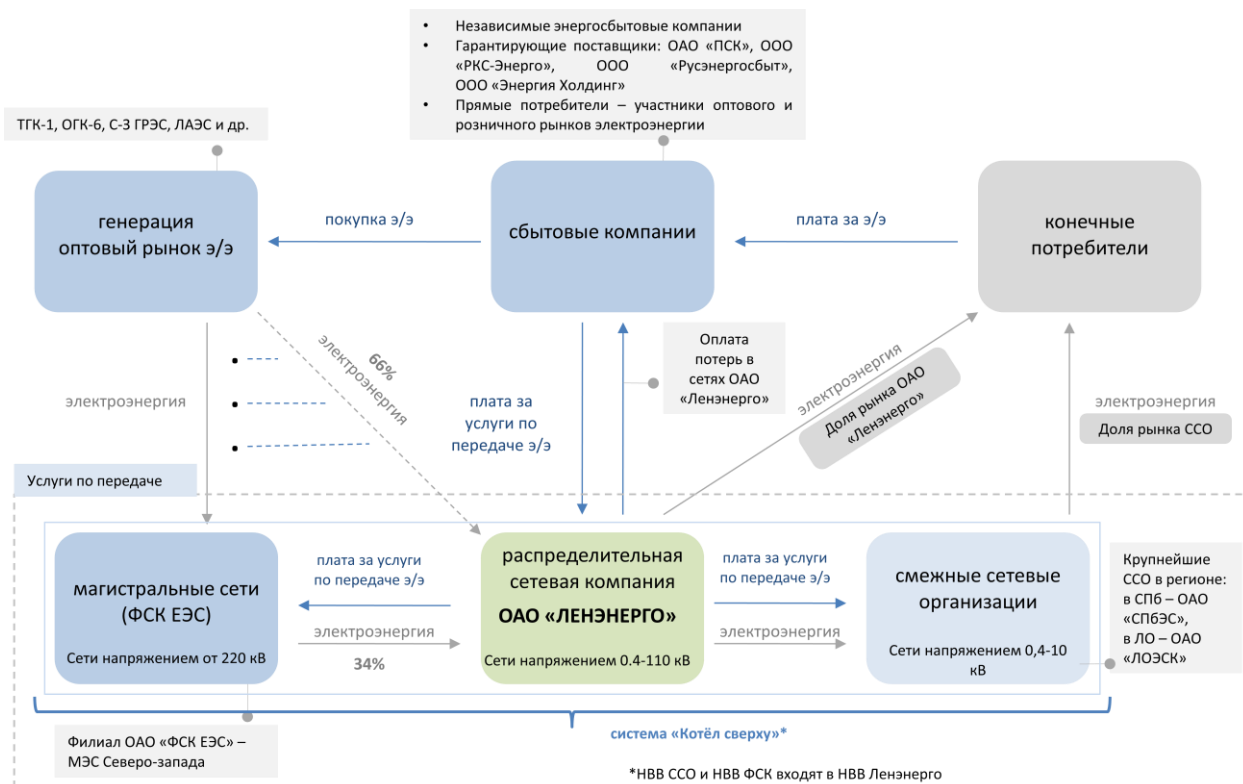 • Независимые энергосбытовые компании
• Гарантирующие поставщики: ОАО «ПСК», ООО
«РКС-Энерго», ООО «Русэнергосбыт»,
ООО «Энергия Холдинг»
• Прямые потребители – участники оптового и
розничного рынков электроэнергии
ТГК-1, ОГК-6, С-З ГРЭС, ЛАЭС и др.
генерация
оптовый рынок э/э
покупка э/э
сбытовые компании
плата за э/э
конечные
потребители
электроэнергия
66%
электроэнергия
плата за
услуги по
передаче э/э
Оплата
потерь в
сетях ОАО
«Ленэнерго»
электроэнергия
Доля рынка ОАО
«Ленэнерго»
электроэнергия
Доля рынка ССО
Услуги по передаче
магистральные сети
(ФСК ЕЭС)
Сети напряжением от 220 кВ
плата за услуги
по передаче э/э
электроэнергия
34%
распределительная
сетевая компания
ОАО «ЛЕНЭНЕРГО»
Сети напряжением 0.4-110 кВ
плата за услуги
по передаче э/э
электроэнергия
смежные сетевые
организации
Сети напряжением 0,4-10
кВ
Крупнейшие
ССО в регионе:
в СПб – ОАО
«СПбЭС»,
в ЛО – ОАО
«ЛОЭСК»
Филиал ОАО «ФСК ЕЭС» –
МЭС Северо-запада
система «Котёл сверху»*
*НВВ ССО и НВВ ФСК входят в НВВ Ленэнерго